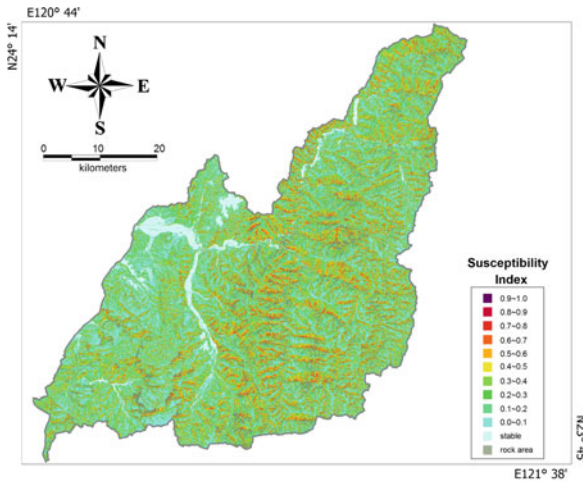 E120° 44'
N24° 14'
N
W E
S
0 10 20
kilometers
Susceptibility
Index
0.9~1.0
0.8~0.9
0.7~0.8
0.6~0.7
0.5~0.6
0.4~0.5
0.3~0.4
0.2~0.3
0.1~0.2
0.0~0.1
stable
rock area
E121° 38'